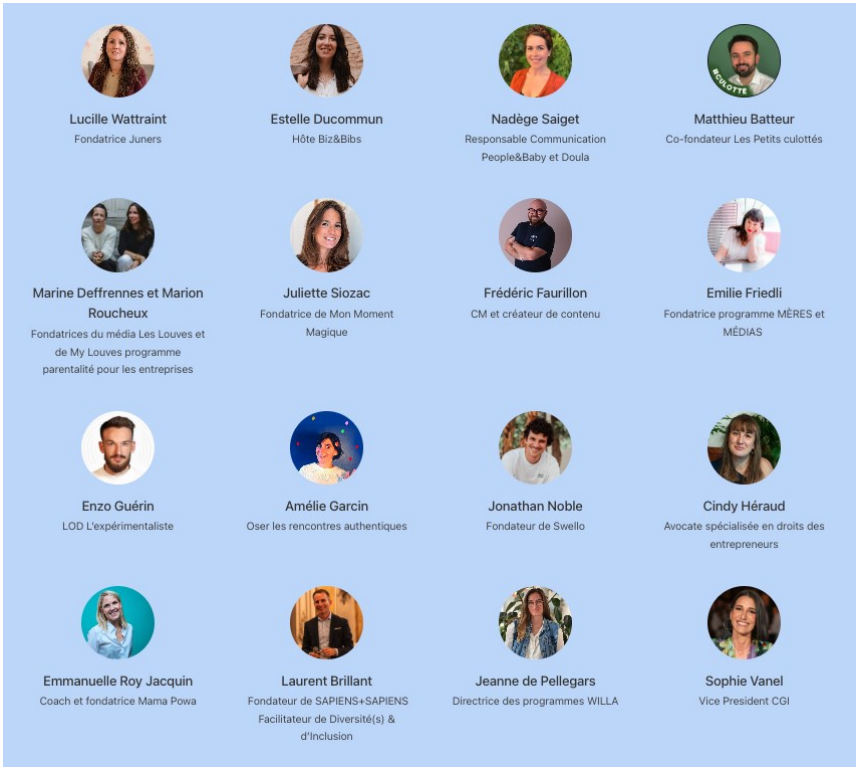 Lucille Wattraint
Fondatrice Juners
Estelle Ducommun
Hôte Biz&Bibs
Nadège Saiget
Responsable Communication
People&Baby et Doula
#CULOTTE
Matthieu Batteur
Co-fondateur Les Petits culottés
Marine Deffrennes et Marion
Roucheux
Fondatrices du média Les Louves et
de My Louves programme
parentalité pour les entreprises
Juliette Siozac
Fondatrice de Mon Moment
Magique
Frédéric Faurillon
CM et créateur de contenu
Emilie Friedli
Fondatrice programme MÈRES et
MÉDIAS
Enzo Guérin
LOD L'expérimentaliste
Amélie Garcin
Oser les rencontres authentiques
Jonathan Noble
Fondateur de Swello
Cindy Héraud
Avocate spécialisée en droits des
entrepreneurs
Emmanuelle Roy Jacquin
Coach et fondatrice Mama Powa
Laurent Brillant
Fondateur de SAPIENS+SAPIENS
Facilitateur de Diversité(s) &
d'Inclusion
Jeanne de Pellegars
Directrice des programmes WILLA
Sophie Vanel
Vice President CGI